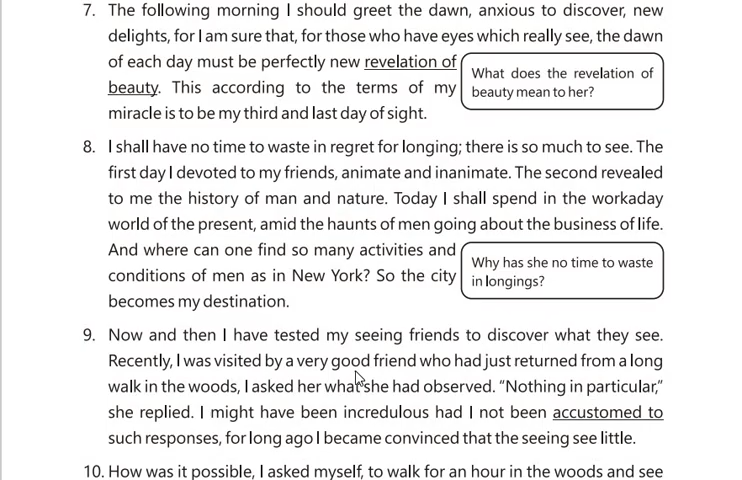 7. The following morning I should greet the dawn, anxious to discover, new
delights, for I am sure that, for those who have eyes which really see, the dawn
of each day must be perfectly new revelation of
beauty. This according to the terms of my
miracle is to be my third and last day of sight.
What does the revelation of
beauty mean to her?
8. I shall have no time to waste in regret for longing; there is so much to see. The
first day I devoted to my friends, animate and inanimate. The second revealed
to me the history of man and nature. Today I shall spend in the workaday
world of the present, amid the haunts of men going about the business of life.
And where can one find so many activities and
conditions of men as in New York? So the city
becomes my destination.
Why has she no time to waste
in longings?
9. Now and then I have tested my seeing friends to discover what they see.
Recently, I was visited by a very good friend who had just returned from a long
walk in the woods, I asked her what she had observed. “Nothing in particular,”
she replied. I might have been incredulous had I not been accustomed to
such responses, for long ago I became convinced that the seeing see little.
10. How was it possible, I asked myself, to walk for an hour in the woods and see